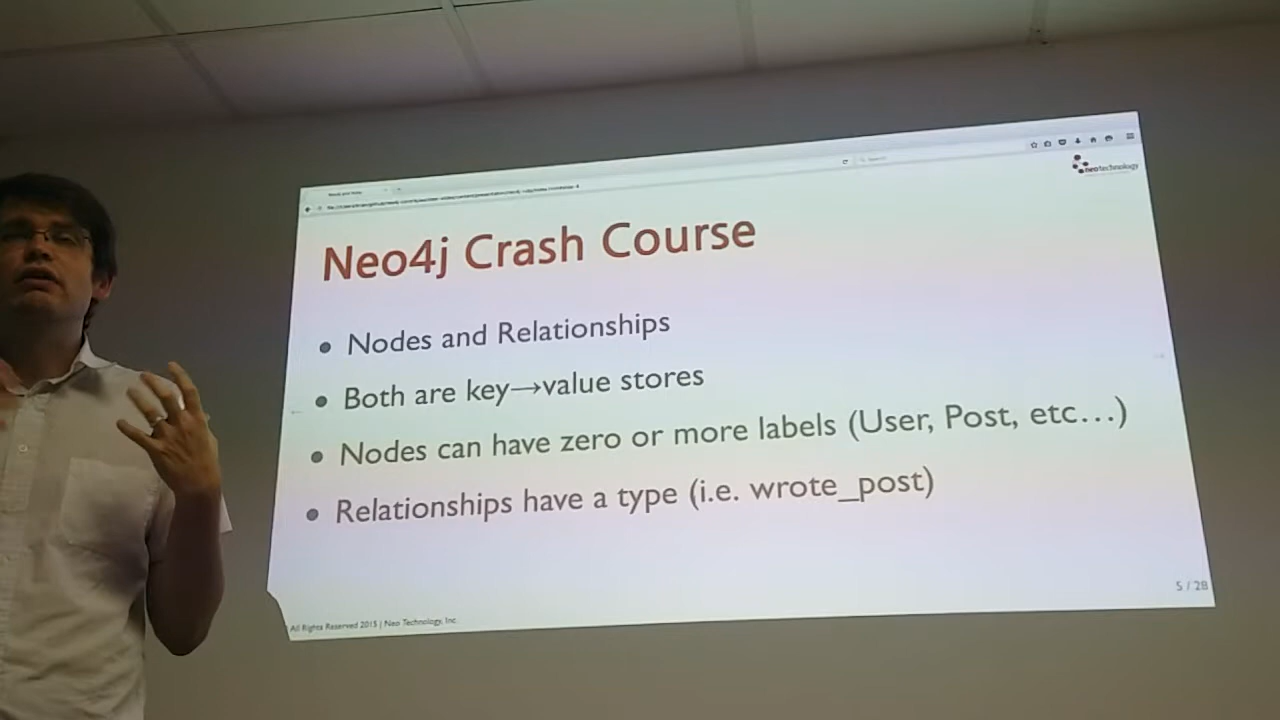 neotechnology
Neo4j Crash Course
• Nodes and Relationships
• Both are key→value stores
• Nodes can have zero or more labels (User, Post, etc…)
• Relationships have a type (i.e. wrote_post)
5 / 28
All Rights Reserved 2015 | Neo Technology, Inc.